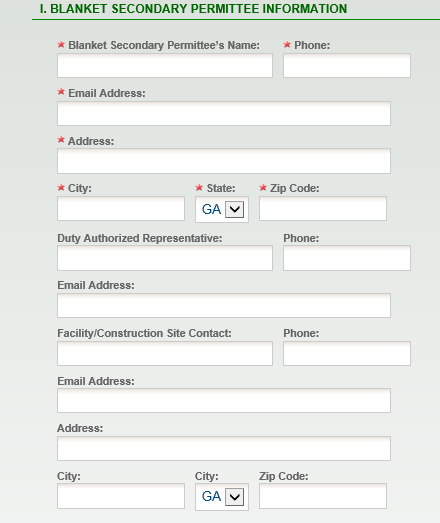 I. BLANKET SECONDARY PERMITTEE INFORMATION
* Blanket Secondary Permittee's Name: * Phone:
* Email Address:
* Address:
* City: * State: * Zip Code:
GA
Duty Authorized Representative: Phone:
Email Address:
Facility/Construction Site Contact: Phone:
Email Address:
Address:
City: City: Zip Code:
GA